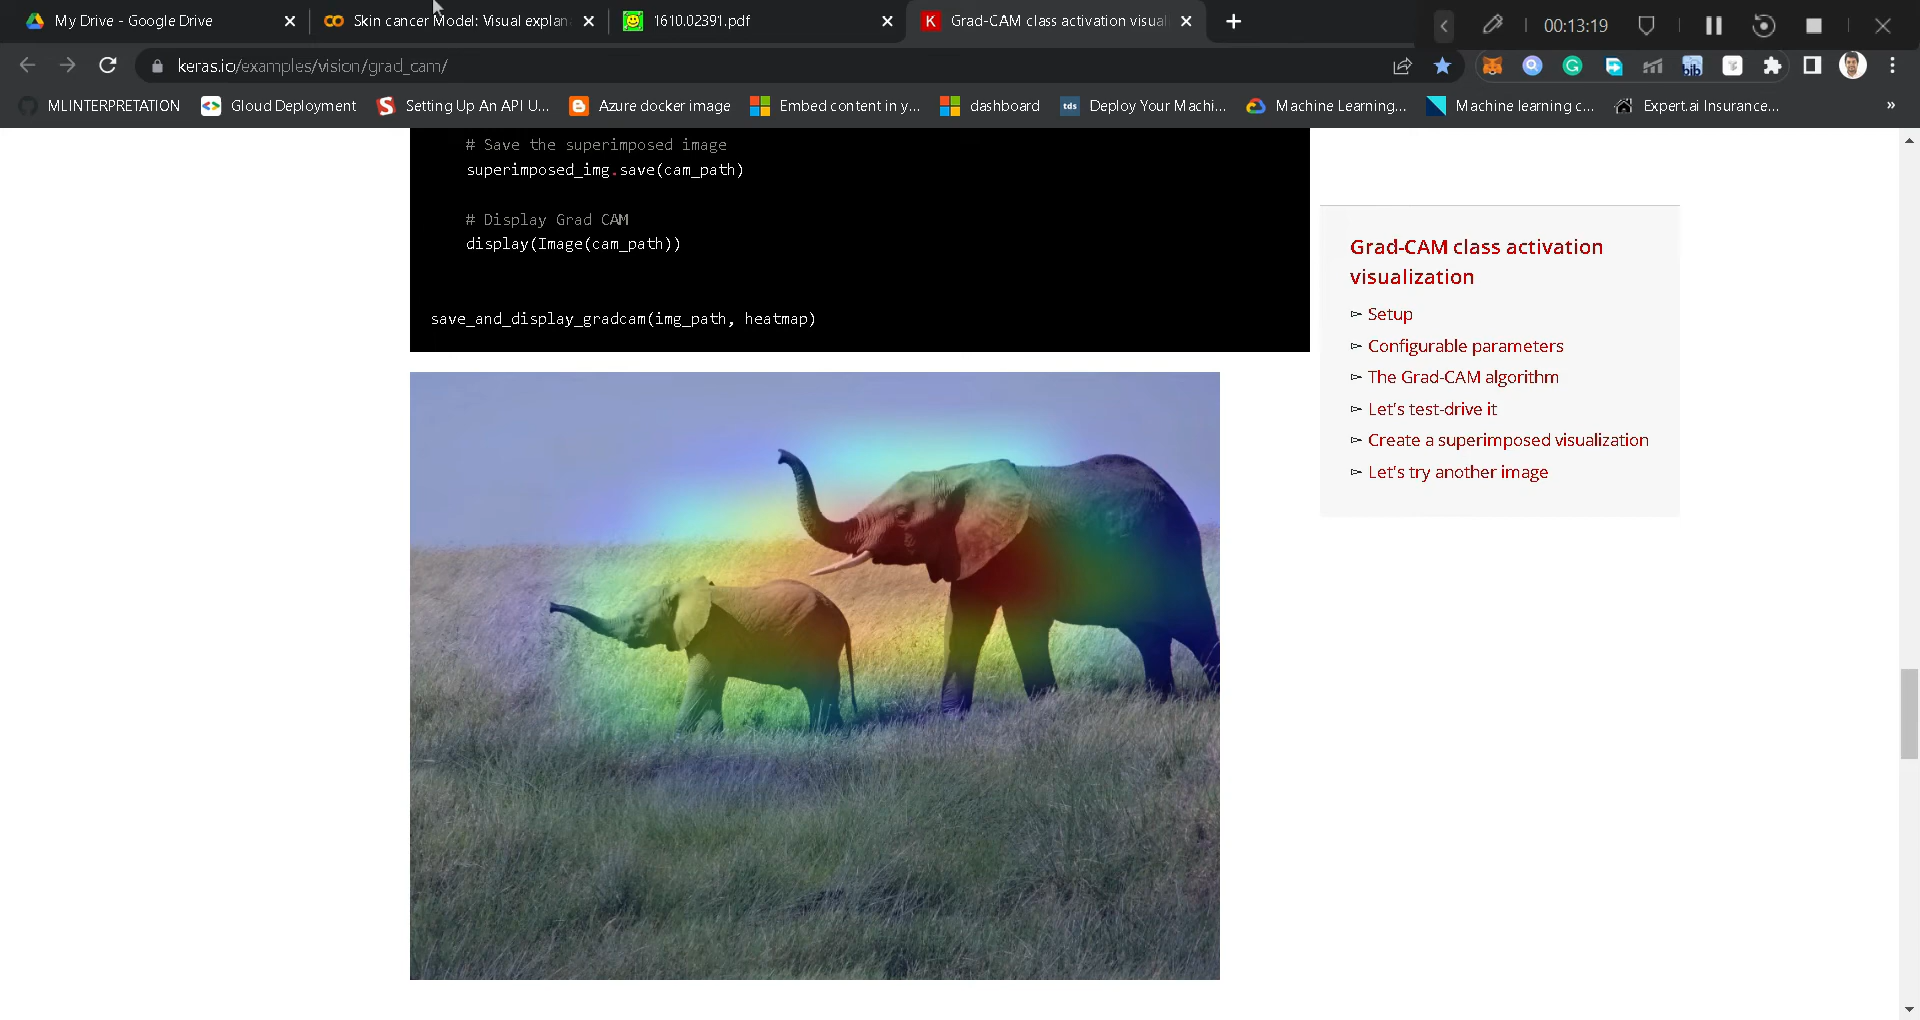 My Drive - Google Drive
Skin cancer Model: Visual explan
1610.02391.pdf
Grad-CAM class activation visual
00:13:19
keras.io/examples/vision/grad_cam/
MLINTERPRETATION
Gloud Deployment
Setting Up An API U...
Azure docker image
Embed content in y...
dashboard
tds
Deploy Your Machi...
Machine Learning...
Machine learning c...
Expert.ai Insurance...
»
# Save the superimposed image
superimposed_img.save(cam_path)
# Display Grad CAM
display(Image(cam_path))
save_and_display_gradcam(img_path, heatmap)
Grad-CAM class activation
visualization
► Setup
► Configurable parameters
► The Grad-CAM algorithm
► Let's test-drive it
► Create a superimposed visualization
► Let's try another image